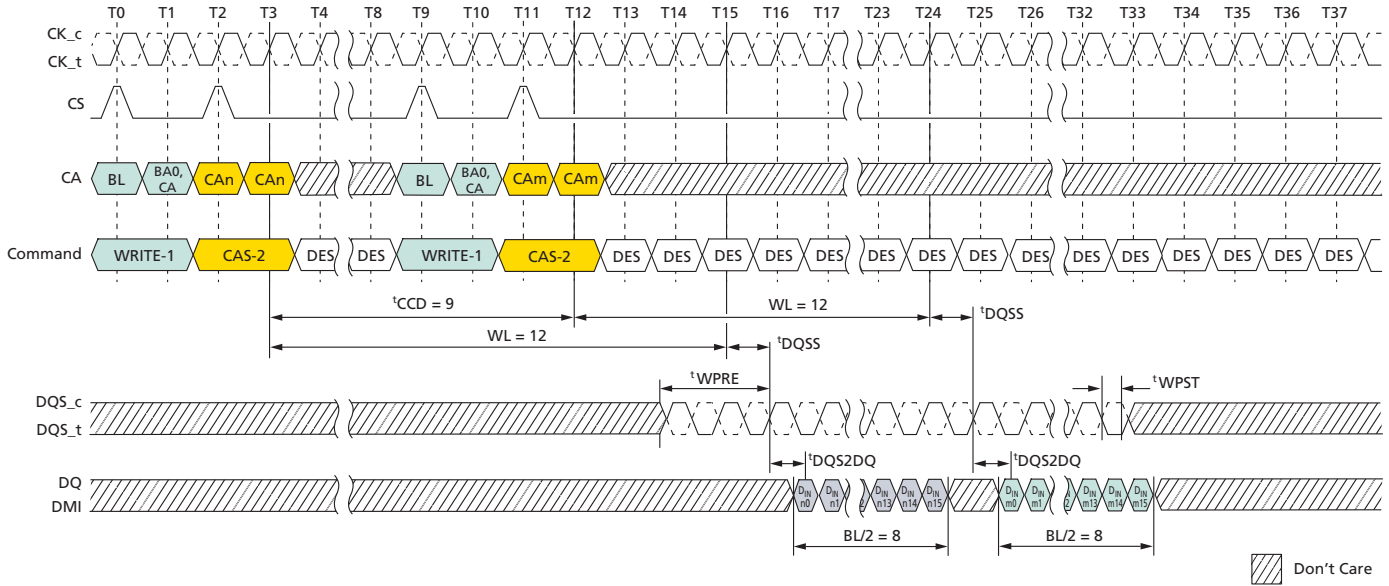 T0 T1 T2 T3 T4 T8 T9 T10 T11 T12 T13 T14 T15 T16 T17 T23 T24 T25 T26 T32 T33 T34 T35 T36 T37
CK_c
CK_t
CS
CA BL BA0, CA CAn CAn BL BA0, CA CAm CAm
Command WRITE-1 CAS-2 DES DES WRITE-1 CAS-2 DES DES DES DES DES DES DES DES DES DES DES DES DES DES DES
tCCD = 9 WL = 12 tDQSS
WL = 12 tDQSS
tWPRE tWPST
DQS_c
DQS_t
tDQS2DQ tDQS2DQ
DQ
DMI
DIN n0 DIN n1 2 DIN n13 DIN n14 DIN n15 DIN m0 DIN m1 IN 2 DIN m13 DIN m14 DIN m15
BL/2 = 8 BL/2 = 8
Don't Care